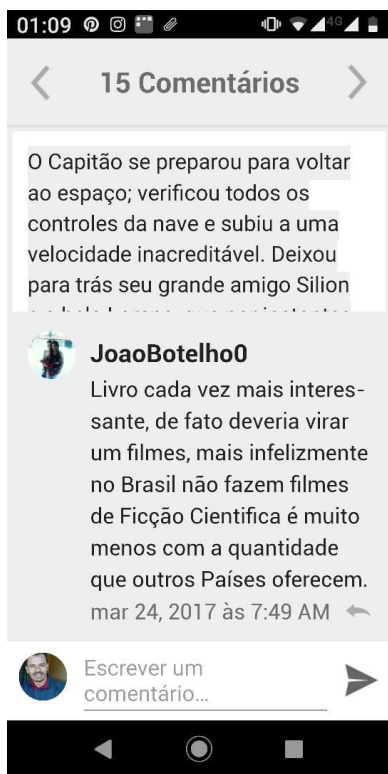 01:09
4G
15 Comentários
O Capitão se preparou para voltar
ao espaço; verificou todos os
controles da nave e subiu a uma
velocidade inacreditável. Deixou
para trás seu grande amigo Silion
JoaoBotelho0
Livro cada vez mais interes-
sante, de fato deveria virar
um filmes, mais infelizmente
no Brasil não fazem filmes
de Ficção Cientifica é muito
menos com a quantidade
que outros Países oferecem.
mar 24, 2017 às 7:49 AM
Escrever um
comentário...